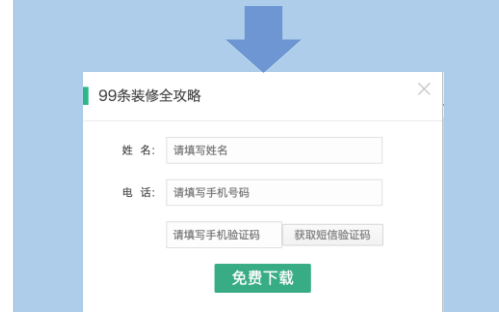 99条装修全攻略
姓 名: 请填写姓名
电 话: 请填写手机号码
请填写手机验证码 获取短信验证码
免费下载